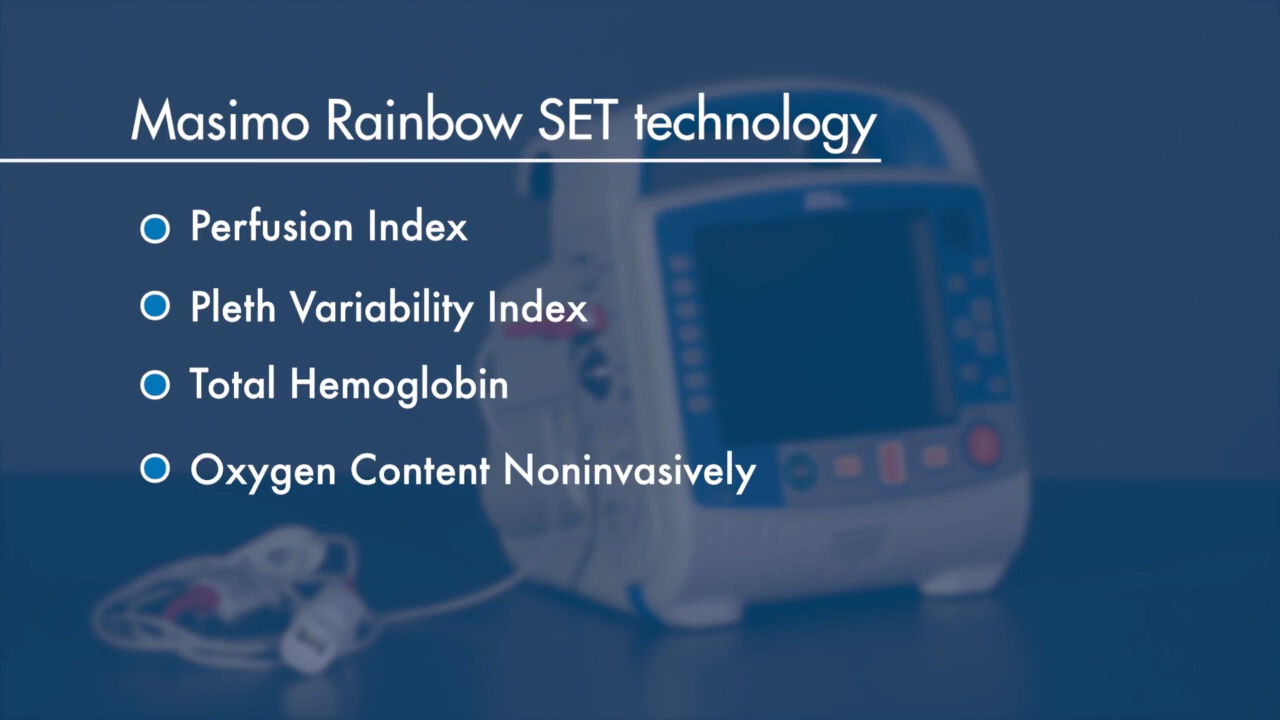 Masimo Rainbow SET technology
Perfusion Index
Pleth Variability Index
Total Hemoglobin
Oxygen Content Noninvasively